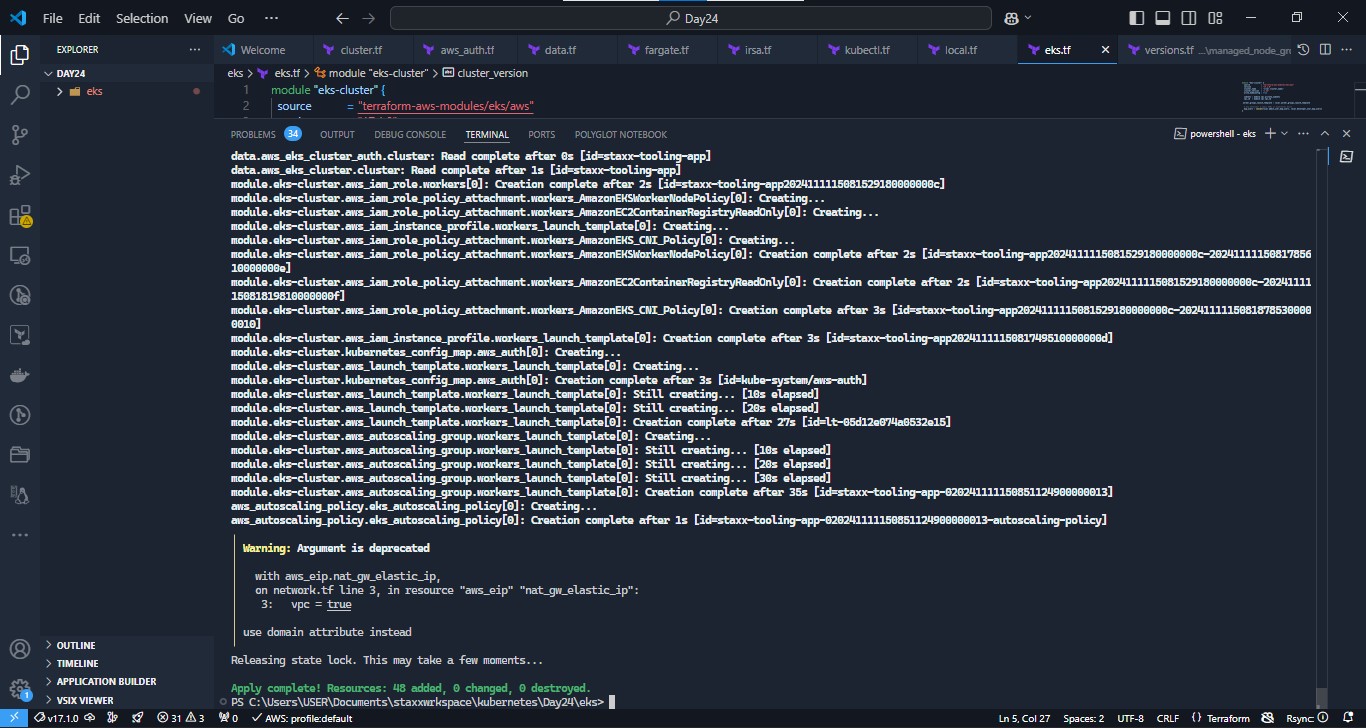 File Edit Selection View Go ··· Day24
EXPLORER ···
Welcome cluster.tf aws_auth.tf data.tf fargate.tf irsa.tf kubectl.tf local.tf eks.tf versions.tf ...\managed_node_gr
DAY24
eks
eks > eks.tf > module "eks-cluster" > cluster_version
1 module "eks-cluster" {
2 source = "terraform-aws-modules/eks/aws"
PROBLEMS 34 OUTPUT DEBUG CONSOLE TERMINAL PORTS POLYGLOT NOTEBOOK powershell - eks
data.aws_eks_cluster_auth.cluster: Read complete after 0s [id=staxx-tooling-app]
data.aws_eks_cluster.cluster: Read complete after 1s [id=staxx-tooling-app]
module.eks-cluster.aws_iam_role.workers[0]: Creation complete after 2s [id=staxx-tooling-app20241111150815291800000000c]
module.eks-cluster.aws_iam_role_policy_attachment.workers_AmazonEKSWorkerNodePolicy[0]: Creating...
module.eks-cluster.aws_iam_role_policy_attachment.workers_AmazonEC2ContainerRegistryReadOnly[0]: Creating...
module.eks-cluster.aws_iam_instance_profile.workers_launch_template[0]: Creating...
module.eks-cluster.aws_iam_role_policy_attachment.workers_AmazonEKS_CNI_Policy[0]: Creating...
module.eks-cluster.aws_iam_role_policy_attachment.workers_AmazonEKSWorkerNodePolicy[0]: Creation complete after 2s [id=staxx-tooling-app20241111150815291800000000c-20241111150817856
10000000e]
module.eks-cluster.aws_iam_role_policy_attachment.workers_AmazonEC2ContainerRegistryReadOnly[0]: Creation complete after 2s [id=staxx-tooling-app20241111150815291800000000c-20241111
15081819810000000f]
module.eks-cluster.aws_iam_role_policy_attachment.workers_AmazonEKS_CNI_Policy[0]: Creation complete after 3s [id=staxx-tooling-app20241111150815291800000000c-2024111115081878530000
0010]
module.eks-cluster.aws_iam_instance_profile.workers_launch_template[0]: Creation complete after 3s [id=staxx-tooling-app20241111150817495100000000d]
module.eks-cluster.kubernetes_config_map.aws_auth[0]: Creating...
module.eks-cluster.aws_launch_template.workers_launch_template[0]: Creating...
module.eks-cluster.kubernetes_config_map.aws_auth[0]: Creation complete after 3s [id=kube-system/aws-auth]
module.eks-cluster.aws_launch_template.workers_launch_template[0]: Still creating... [10s elapsed]
module.eks-cluster.aws_launch_template.workers_launch_template[0]: Still creating... [20s elapsed]
module.eks-cluster.aws_launch_template.workers_launch_template[0]: Creation complete after 27s [id=lt-05d12e074a0532e15]
module.eks-cluster.aws_autoscaling_group.workers_launch_template[0]: Creating...
module.eks-cluster.aws_autoscaling_group.workers_launch_template[0]: Still creating... [10s elapsed]
module.eks-cluster.aws_autoscaling_group.workers_launch_template[0]: Still creating... [20s elapsed]
module.eks-cluster.aws_autoscaling_group.workers_launch_template[0]: Still creating... [30s elapsed]
module.eks-cluster.aws_autoscaling_group.workers_launch_template[0]: Creation complete after 35s [id=staxx-tooling-app-020241111150851124900000013]
aws_autoscaling_policy.eks_autoscaling_policy[0]: Creating...
aws_autoscaling_policy.eks_autoscaling_policy[0]: Creation complete after 1s [id=staxx-tooling-app-020241111150851124900000013-autoscaling-policy]
Warning: Argument is deprecated
with aws_eip.nat_gw_elastic_ip,
on network.tf line 3, in resource "aws_eip" "nat_gw_elastic_ip":
3: vpc = true
use domain attribute instead
Releasing state lock. This may take a few moments...
Apply complete! Resources: 48 added, 0 changed, 0 destroyed.
PS C:\Users\USER\Documents\staxxwrkspace\kubernetes\Day24\eks>
OUTLINE
TIMELINE
APPLICATION BUILDER
VSIX VIEWER
1
v17.1.0 31 3 0 AWS: profile:default Ln 5, Col 27 Spaces: 2 UTF-8 CRLF {} Terraform Rsync: